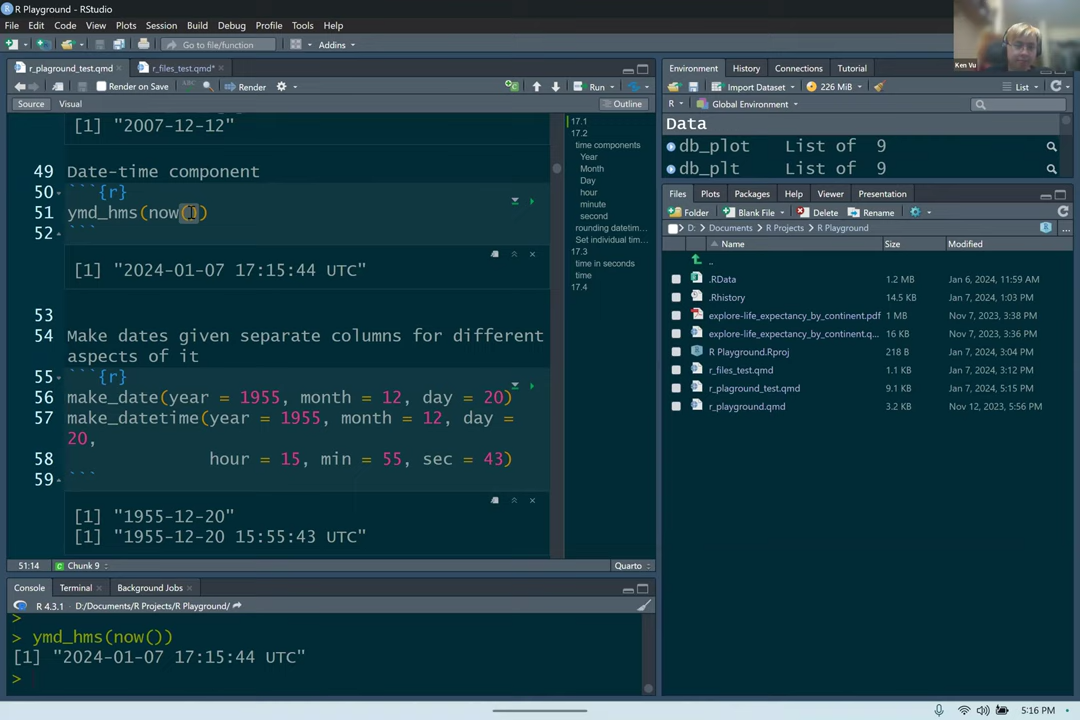 R Playground - RStudio
File Edit Code View Plots Session Build Debug Profile Tools Help
Go to file/function Addins
Ken Vu
r_plaground_test.qmd r_files_test.qmd*
Render on Save Render Run
Source Visual Outline
[1] "2007-12-12"
49 Date-time component
50 ```{r}
51 ymd_hms(now())
52 ```
[1] "2024-01-07 17:15:44 UTC"
53
54 Make dates given separate columns for different
aspects of it
55 ```{r}
56 make_date(year = 1955, month = 12, day = 20)
57 make_datetime(year = 1955, month = 12, day =
20,
58 hour = 15, min = 55, sec = 43)
59 ```
[1] "1955-12-20"
[1] "1955-12-20 15:55:43 UTC"
17.1
17.2
time components
Year
Month
Day
hour
minute
second
rounding datetim...
Set individual tim...
17.3
time in seconds
time
17.4
51:14 Chunk 9 Quarto
Console Terminal Background Jobs
R 4.3.1 · D:/Documents/R Projects/R Playground/
>
> ymd_hms(now())
[1] "2024-01-07 17:15:44 UTC"
>
Environment History Connections Tutorial
Import Dataset 226 MiB List
R Global Environment
Data
db_plot List of 9
db_plt List of 9
Files Plots Packages Help Viewer Presentation
Folder Blank File Delete Rename
D: Documents R Projects R Playground
Name Size Modified
..
.RData 1.2 MB Jan 6, 2024, 11:59 AM
.Rhistory 14.5 KB Jan 7, 2024, 1:03 PM
explore-life_expectancy_by_continent.pdf 1 MB Nov 7, 2023, 3:38 PM
explore-life_expectancy_by_continent.q... 16 KB Nov 7, 2023, 3:36 PM
R Playground.Rproj 218 B Jan 7, 2024, 3:04 PM
r_files_test.qmd 1.1 KB Jan 7, 2024, 3:12 PM
r_plaground_test.qmd 9.1 KB Jan 7, 2024, 5:15 PM
r_playground.qmd 3.2 KB Nov 12, 2023, 5:56 PM
5:16 PM